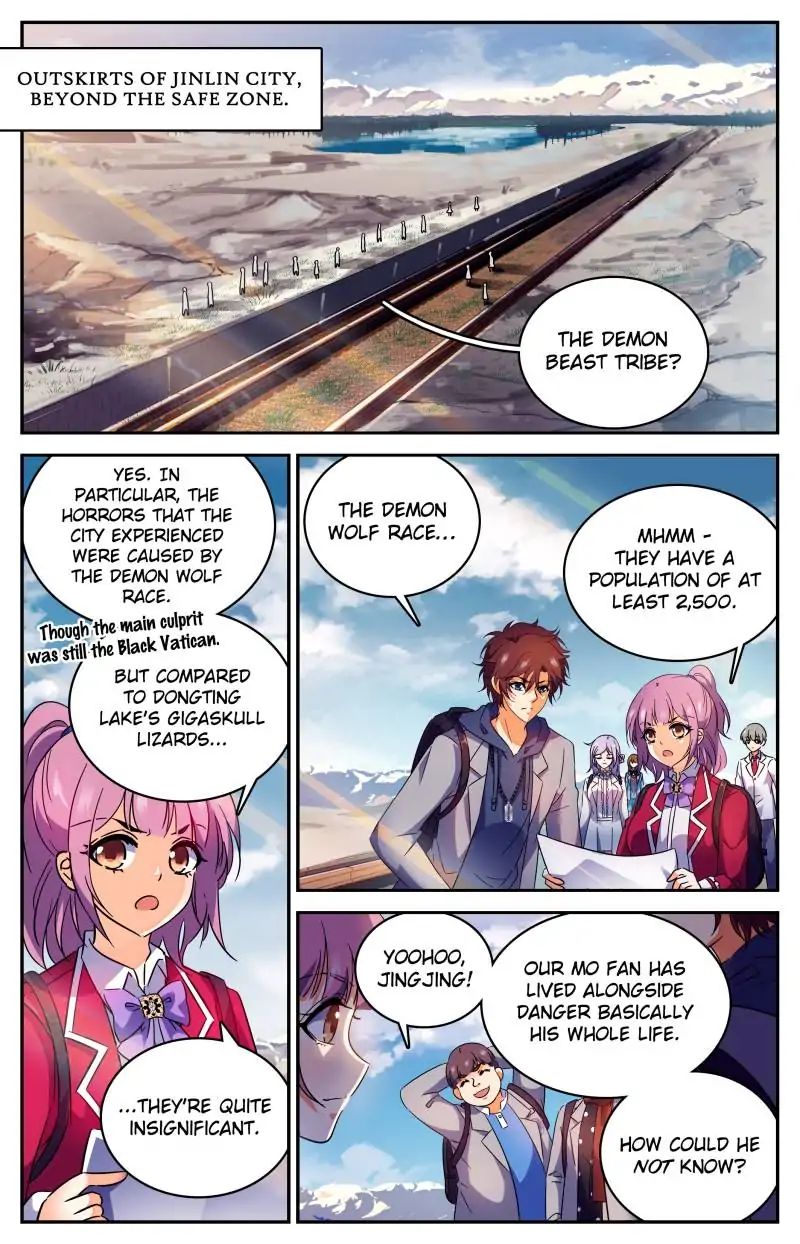 OUTSKIRTS OF JINLIN CITY,
BEYOND THE SAFE ZONE.
THE DEMON
BEAST TRIBE?
YES. IN
PARTICULAR, THE
HORRORS THAT THE
CITY EXPERIENCED
WERE CAUSED BY
THE DEMON WOLF
RACE.
Though the main culprit
was still the Black Vatican.
BUT COMPARED
TO DONGTING
LAKE'S GIGASKULL
LIZARDS...
...THEY'RE QUITE
INSIGNIFICANT.
THE DEMON
WOLF RACE...
MHMM -
THEY HAVE A
POPULATION OF AT
LEAST 2,500.
YOOHOO,
JINGJING!
OUR MO FAN HAS
LIVED ALONGSIDE
DANGER BASICALLY
HIS WHOLE LIFE.
HOW COULD HE
NOT KNOW?